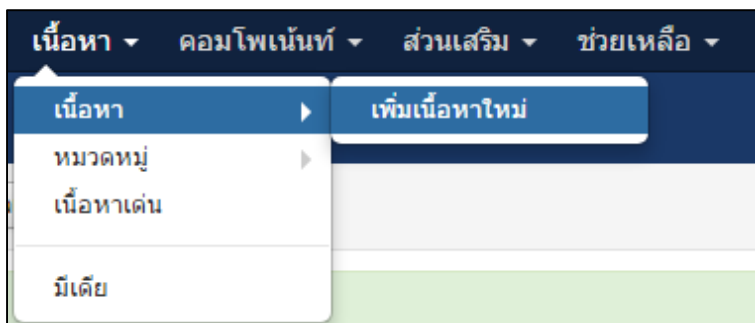 เนื้อหา คอมโพเน้นท์ ส่วนเสริม ช่วยเหลือ
เนื้อหา เพิ่มเนื้อหาใหม่
หมวดหมู่
เนื้อหาเด่น
มีเดีย